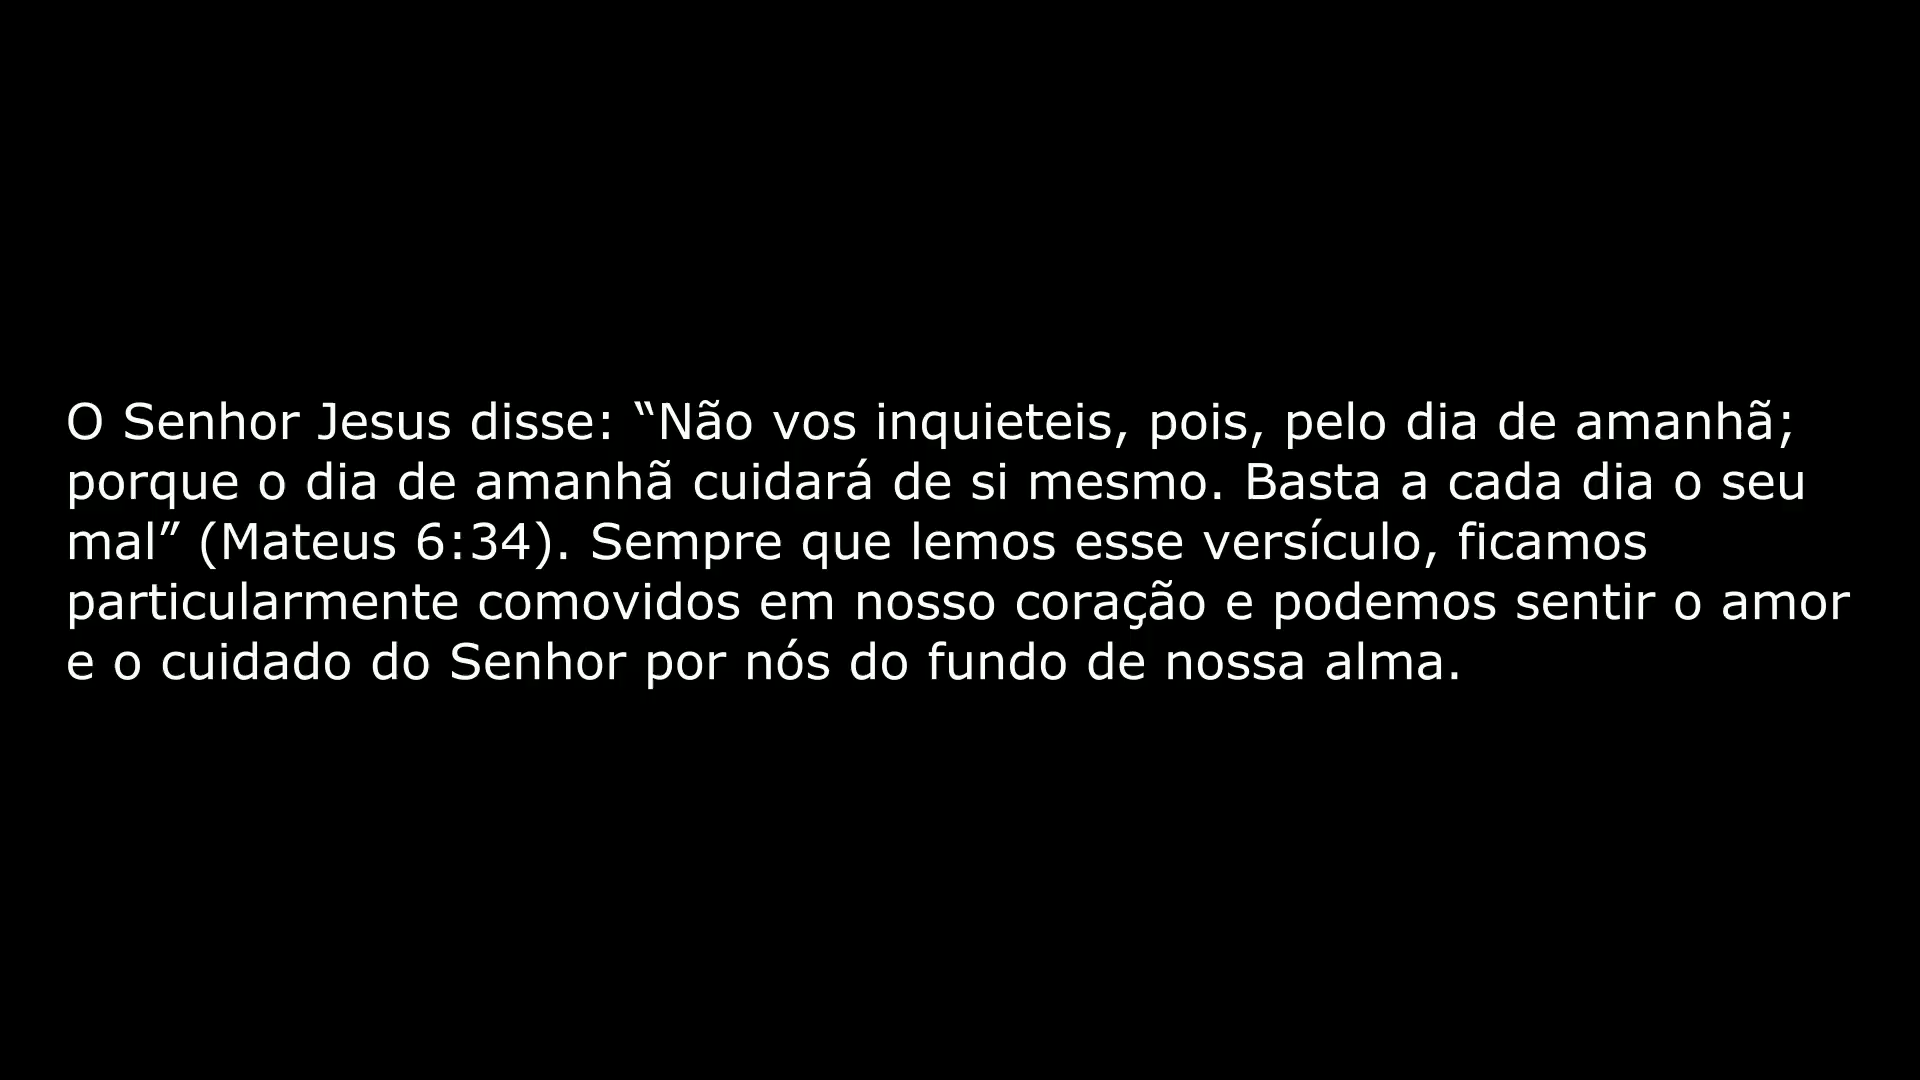 O Senhor Jesus disse: “Não vos inquieteis, pois, pelo dia de amanhã;
porque o dia de amanhã cuidará de si mesmo. Basta a cada dia o seu
mal” (Mateus 6:34). Sempre que lemos esse versículo, ficamos
particularmente comovidos em nosso coração e podemos sentir o amor
e o cuidado do Senhor por nós do fundo de nossa alma.